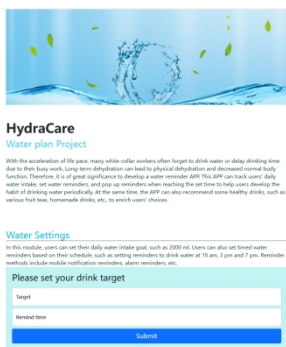 HydraCare
Water plan Project
With the acceleration of life pace, many white-collar workers often forget to drink water or delay drinking time
due to their busy work. Long-term dehydration can lead to physical dehydration and decreased normal body
function. Therefore, it is of great significance to develop a water reminder APP. This APP can track users' daily
water intake, set water reminders, and pop up reminders when reaching the set time to help users develop the
habit of drinking water periodically. At the same time, the APP can also recommend some healthy drinks, such as
various fruit teas, homemade drinks, etc., to enrich users' choices.
Water Settings
In this module, users can set their daily water intake goal, such as 2000 ml. Users can also set timed water
reminders based on their schedule, such as setting reminders to drink water at 10 am, 3 pm and 7 pm. Reminder
methods include mobile notification reminders, alarm reminders, etc.
Please set your drink target
Target
Remind time
Submit